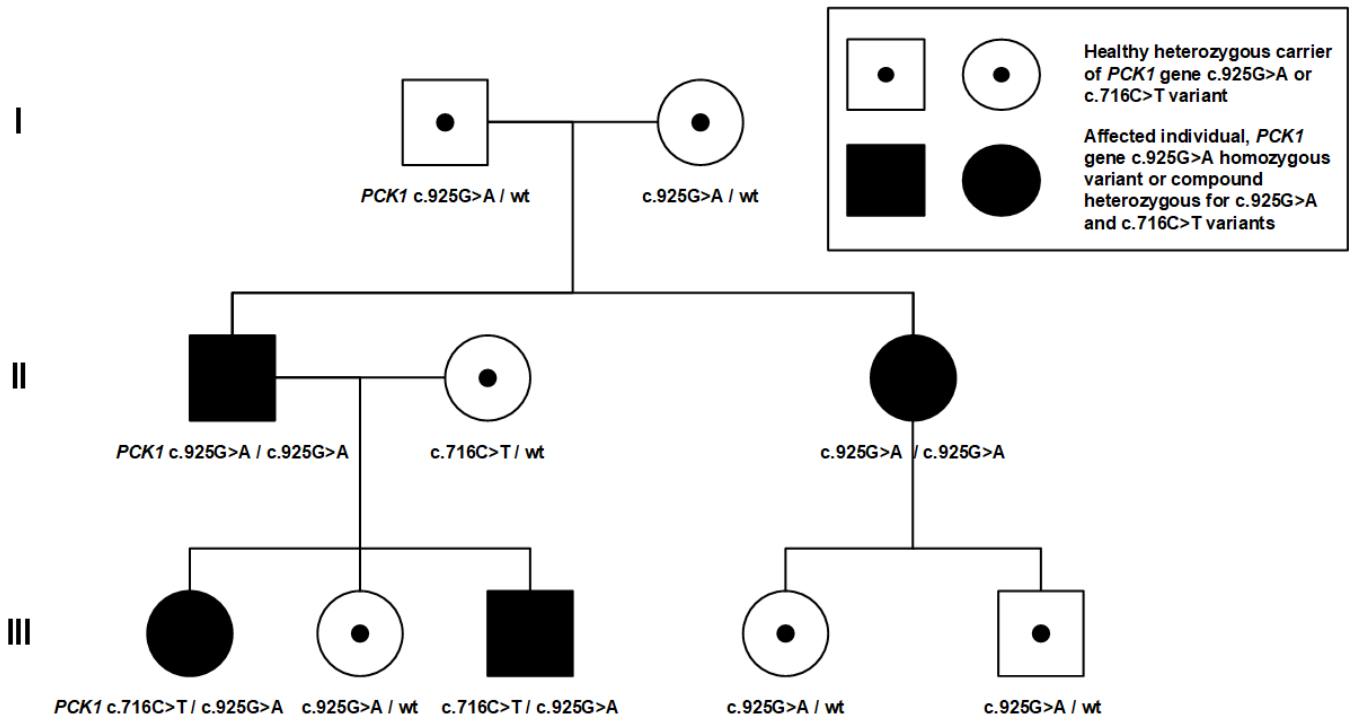 I
PCK1 c.925G>A / wt
c.925G>A / wt
Healthy heterozygous carrier
of PCK1 gene c.925G>A or
c.716C>T variant
Affected individual, PCK1
gene c.925G>A homozygous
variant or compound
heterozygous for c.925G>A
and c.716C>T variants
II
PCK1 c.925G>A / c.925G>A
c.716C>T / wt
c.925G>A / c.925G>A
III
PCK1 c.716C>T / c.925G>A
c.925G>A / wt
c.716C>T / c.925G>A
c.925G>A / wt
c.925G>A / wt